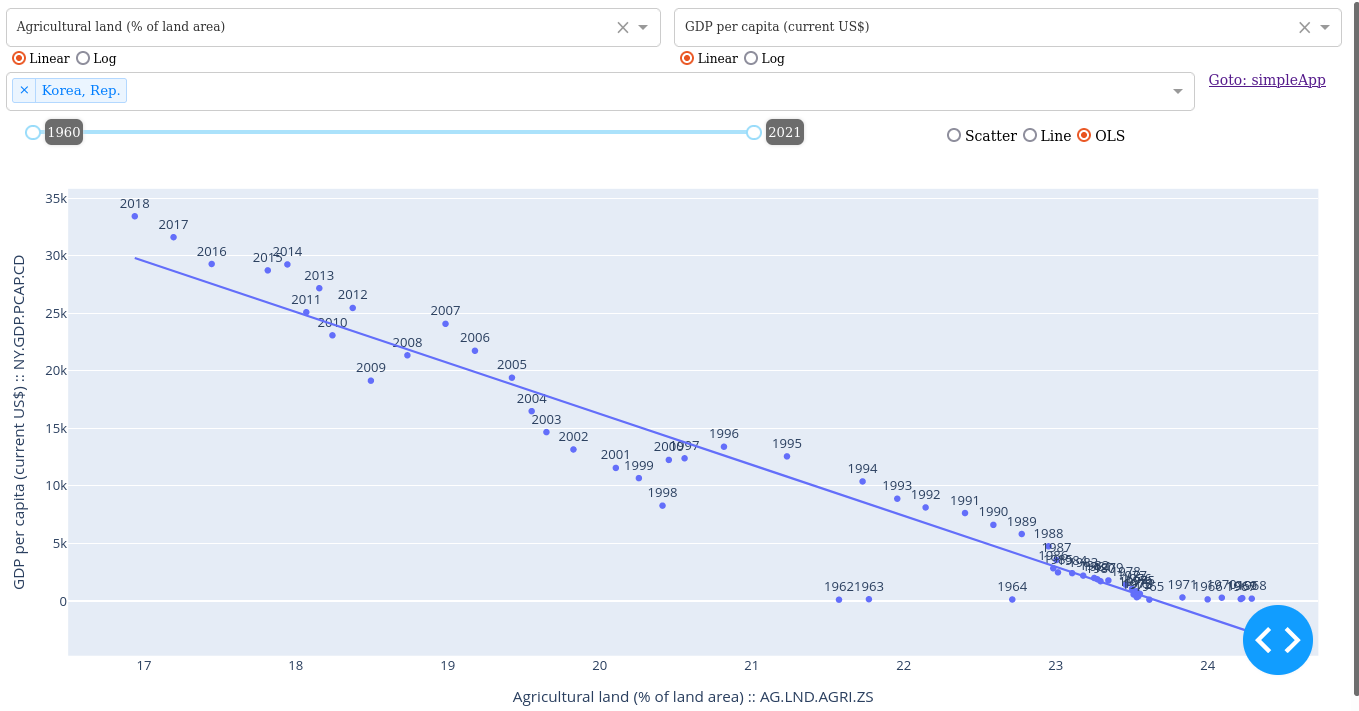 Agricultural land (% of land area)
GDP per capita (current US$)
Linear Log
Linear Log
× Korea, Rep.
Goto: simpleApp
1960
2021
Scatter Line OLS
35k
30k
25k
20k
15k
10k
5k
0
GDP per capita (current US$) :: NY.GDP.PCAP.CD
2018
2017
2016
2015
2014
2013
2012
2011
2010
2009
2008
2007
2006
2005
2004
2003
2002
2001
2000
1999
1998
1997
1996
1995
1994
1993
1992
1991
1990
1989
1988
1987
1962
1963
1964
1971
17
18
19
20
21
22
23
24
Agricultural land (% of land area) :: AG.LND.AGRI.ZS